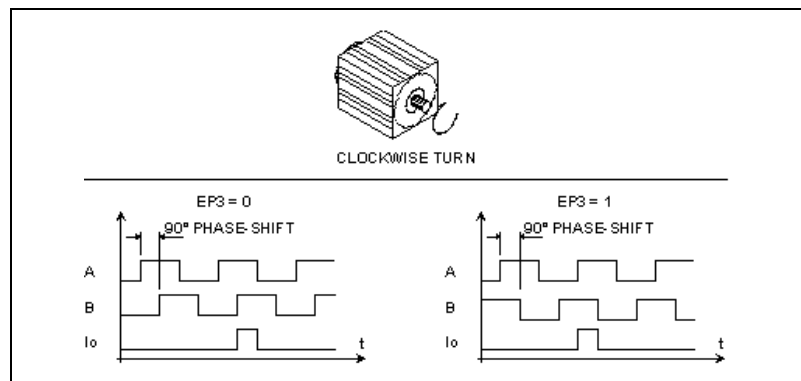 CLOCKWISE TURN
EP3 = 0
90° PHASE-SHIFT
A
B
Io
t
EP3 = 1
90° PHASE-SHIFT
A
B
Io
t